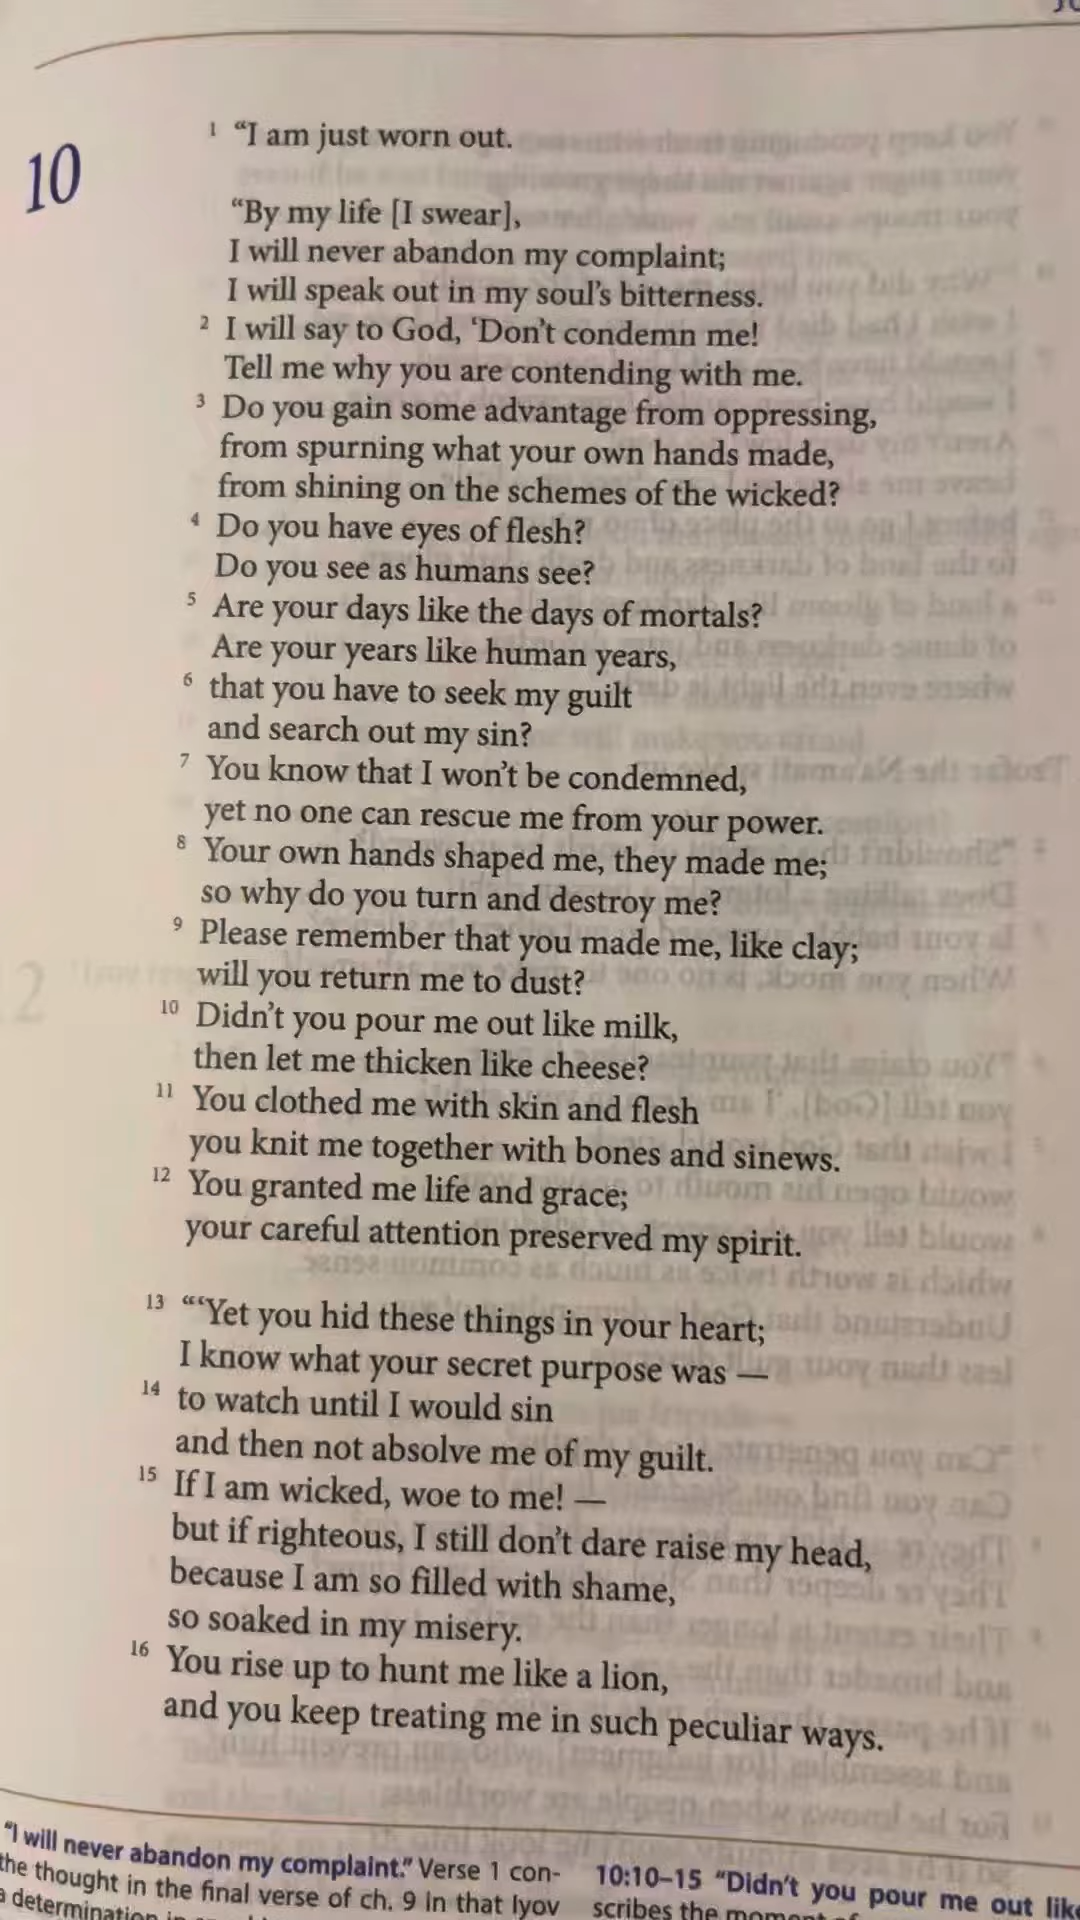 10
1 “I am just worn out.
“By my life [I swear],
I will never abandon my complaint;
I will speak out in my soul’s bitterness.
2 I will say to God, ‘Don’t condemn me!
Tell me why you are contending with me.
3 Do you gain some advantage from oppressing,
from spurning what your own hands made,
from shining on the schemes of the wicked?
4 Do you have eyes of flesh?
Do you see as humans see?
5 Are your days like the days of mortals?
Are your years like human years,
6 that you have to seek my guilt
and search out my sin?
7 You know that I won’t be condemned,
yet no one can rescue me from your power.
8 Your own hands shaped me, they made me;
so why do you turn and destroy me?
9 Please remember that you made me, like clay;
will you return me to dust?
10 Didn’t you pour me out like milk,
then let me thicken like cheese?
11 You clothed me with skin and flesh
you knit me together with bones and sinews.
12 You granted me life and grace;
your careful attention preserved my spirit.
13 “‘Yet you hid these things in your heart;
I know what your secret purpose was —
14 to watch until I would sin
and then not absolve me of my guilt.
15 If I am wicked, woe to me! —
but if righteous, I still don’t dare raise my head,
because I am so filled with shame,
so soaked in my misery.
16 You rise up to hunt me like a lion,
and you keep treating me in such peculiar ways.
“I will never abandon my complaint.” Verse 1 con-
the thought in the final verse of ch. 9 in that Iyov
determination in
10:10–15 “Didn’t you pour me out like
scribes the moment of